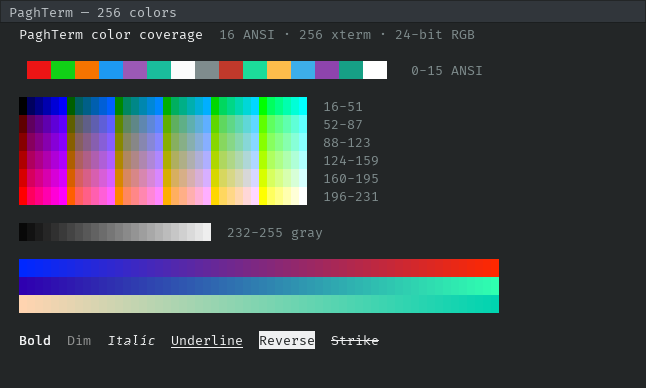 PaghTerm — 256 colors
PaghTerm color coverage  16 ANSI · 256 xterm · 24-bit RGB
0-15 ANSI
16-51
52-87
88-123
124-159
160-195
196-231
232-255 gray
Bold  Dim  Italic  Underline  Reverse  Strike